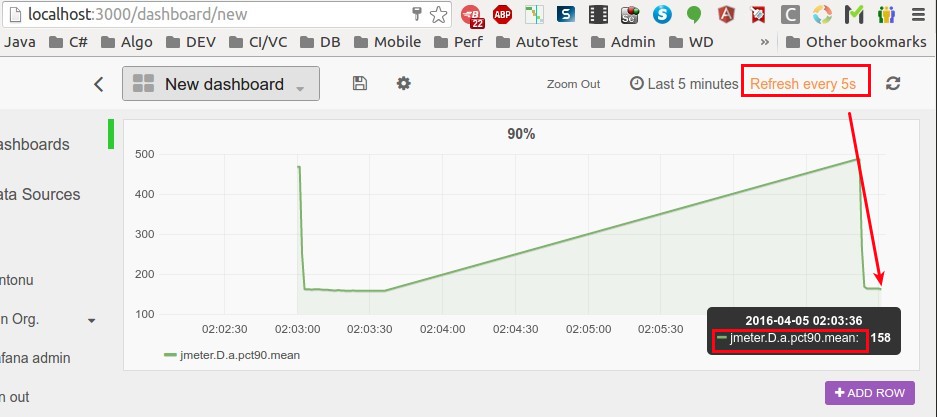 localhost:3000/dashboard/new
22
ABP
Se
S
A
C
Java C# Algo DEV CI/VC DB Mobile Perf AutoTest Admin WD » Other bookmarks
New dashboard Zoom Out Last 5 minutes Refresh every 5s
ashboards
ata Sources
ntonu
n Org.
afana admin
n out
90%
500
400
300
200
100
02:02:30 02:03:00 02:03:30 02:04:00 02:04:30 02:05:00 02:05:30
2016-04-05 02:03:36
jmeter.D.a.pct90.mean: 158
jmeter.D.a.pct90.mean
+ ADD ROW